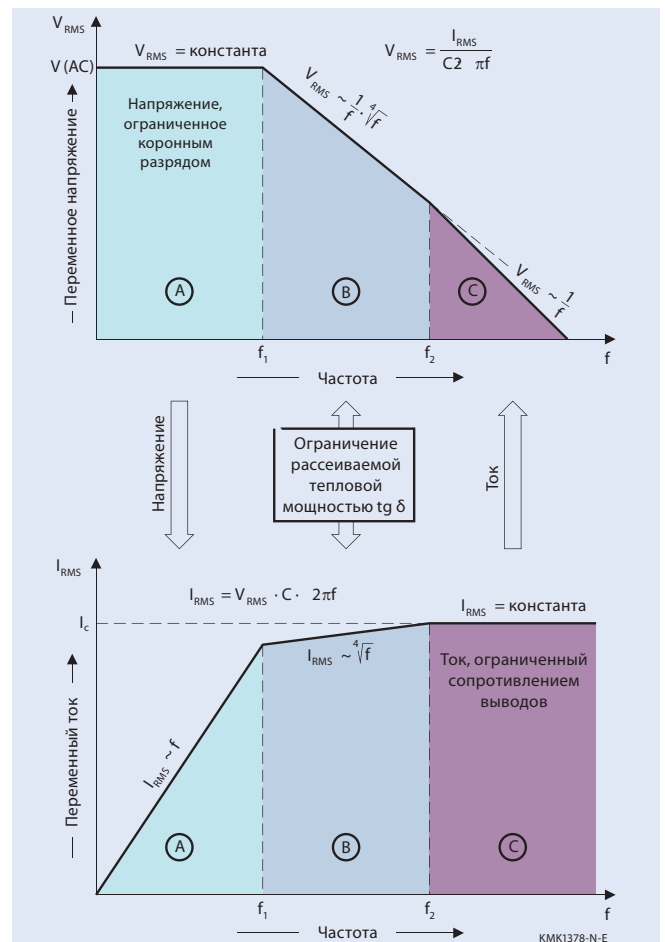 V_RMS
V (AC)
V_RMS = константа
V_RMS = I_RMS / C2 πf
Напряжение,
ограниченное
коронным
разрядом
V_RMS ~ 1/f · ∜f
V_RMS ~ 1/f
Переменное напряжение
A
B
C
f₁
f₂
f
Частота
Напряжение
Ограничение
рассеиваемой
тепловой
мощностью tg δ
Ток
I_RMS
I_c
I_RMS = V_RMS · C · 2πf
I_RMS = константа
I_RMS ~ ∜f
Ток, ограниченный
сопротивлением
выводов
I_RMS ~ f
Переменный ток
A
B
C
f₁
f₂
f
Частота
KMK1378-N-E